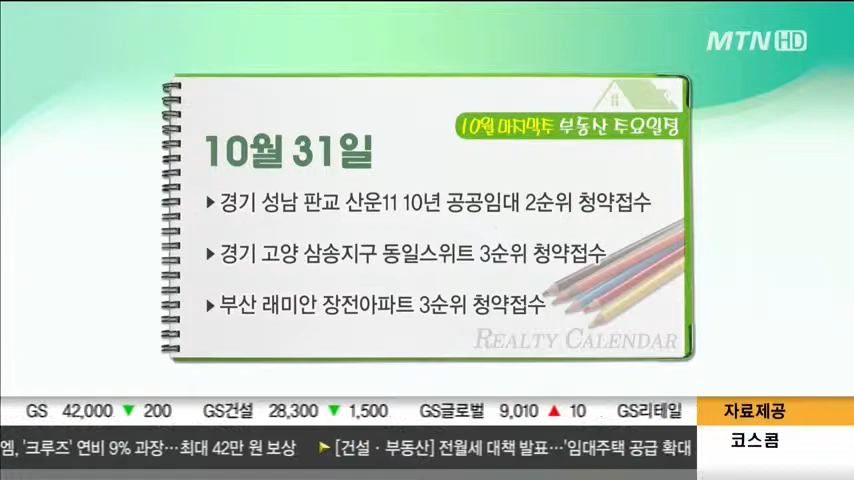 MTN HD
10월 마지막주 부동산 주요일정
10월 31일
▶경기 성남 판교 산운11 10년 공공임대 2순위 청약접수
▶경기 고양 삼송지구 동일스위트 3순위 청약접수
▶부산 래미안 장전아파트 3순위 청약접수
REALTY CALENDAR
GS 42,000 ▼ 200 GS건설 28,300 ▼ 1,500 GS글로벌 9,010 ▲ 10 GS리테일
자료제공
엠, '크루즈' 연비 9% 과장…최대 42만 원 보상 ▶ [건설·부동산] 전월세 대책 발표…'임대주택 공급 확대
코스콤